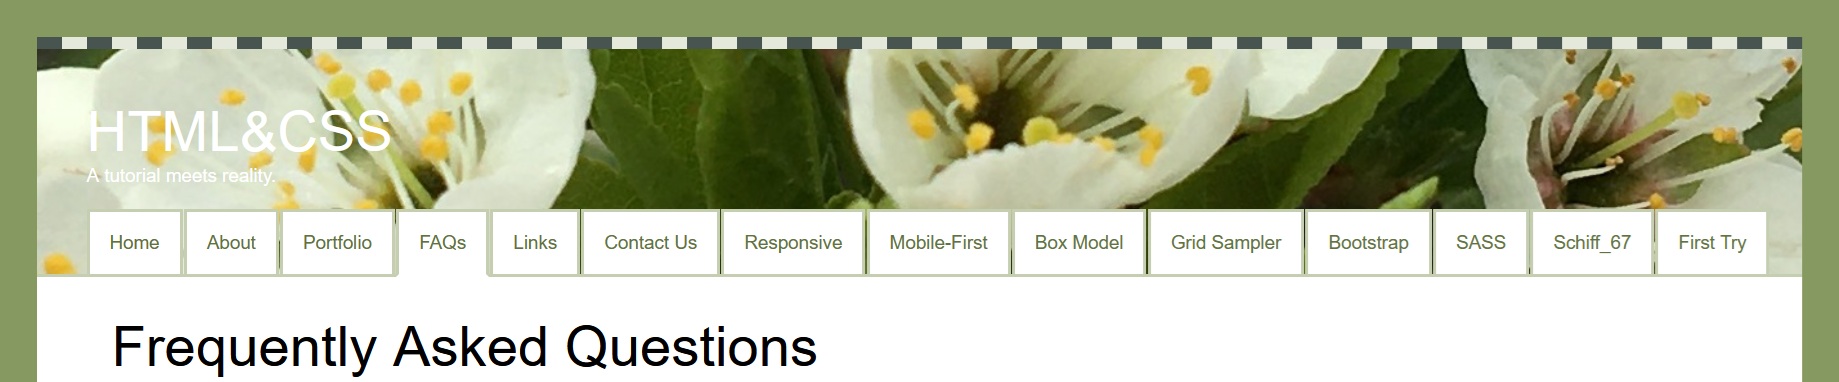 HTML&CSS
A tutorial meets reality.
Home About Portfolio FAQs Links Contact Us Responsive Mobile-First Box Model Grid Sampler Bootstrap SASS Schiff_67 First Try
Frequently Asked Questions